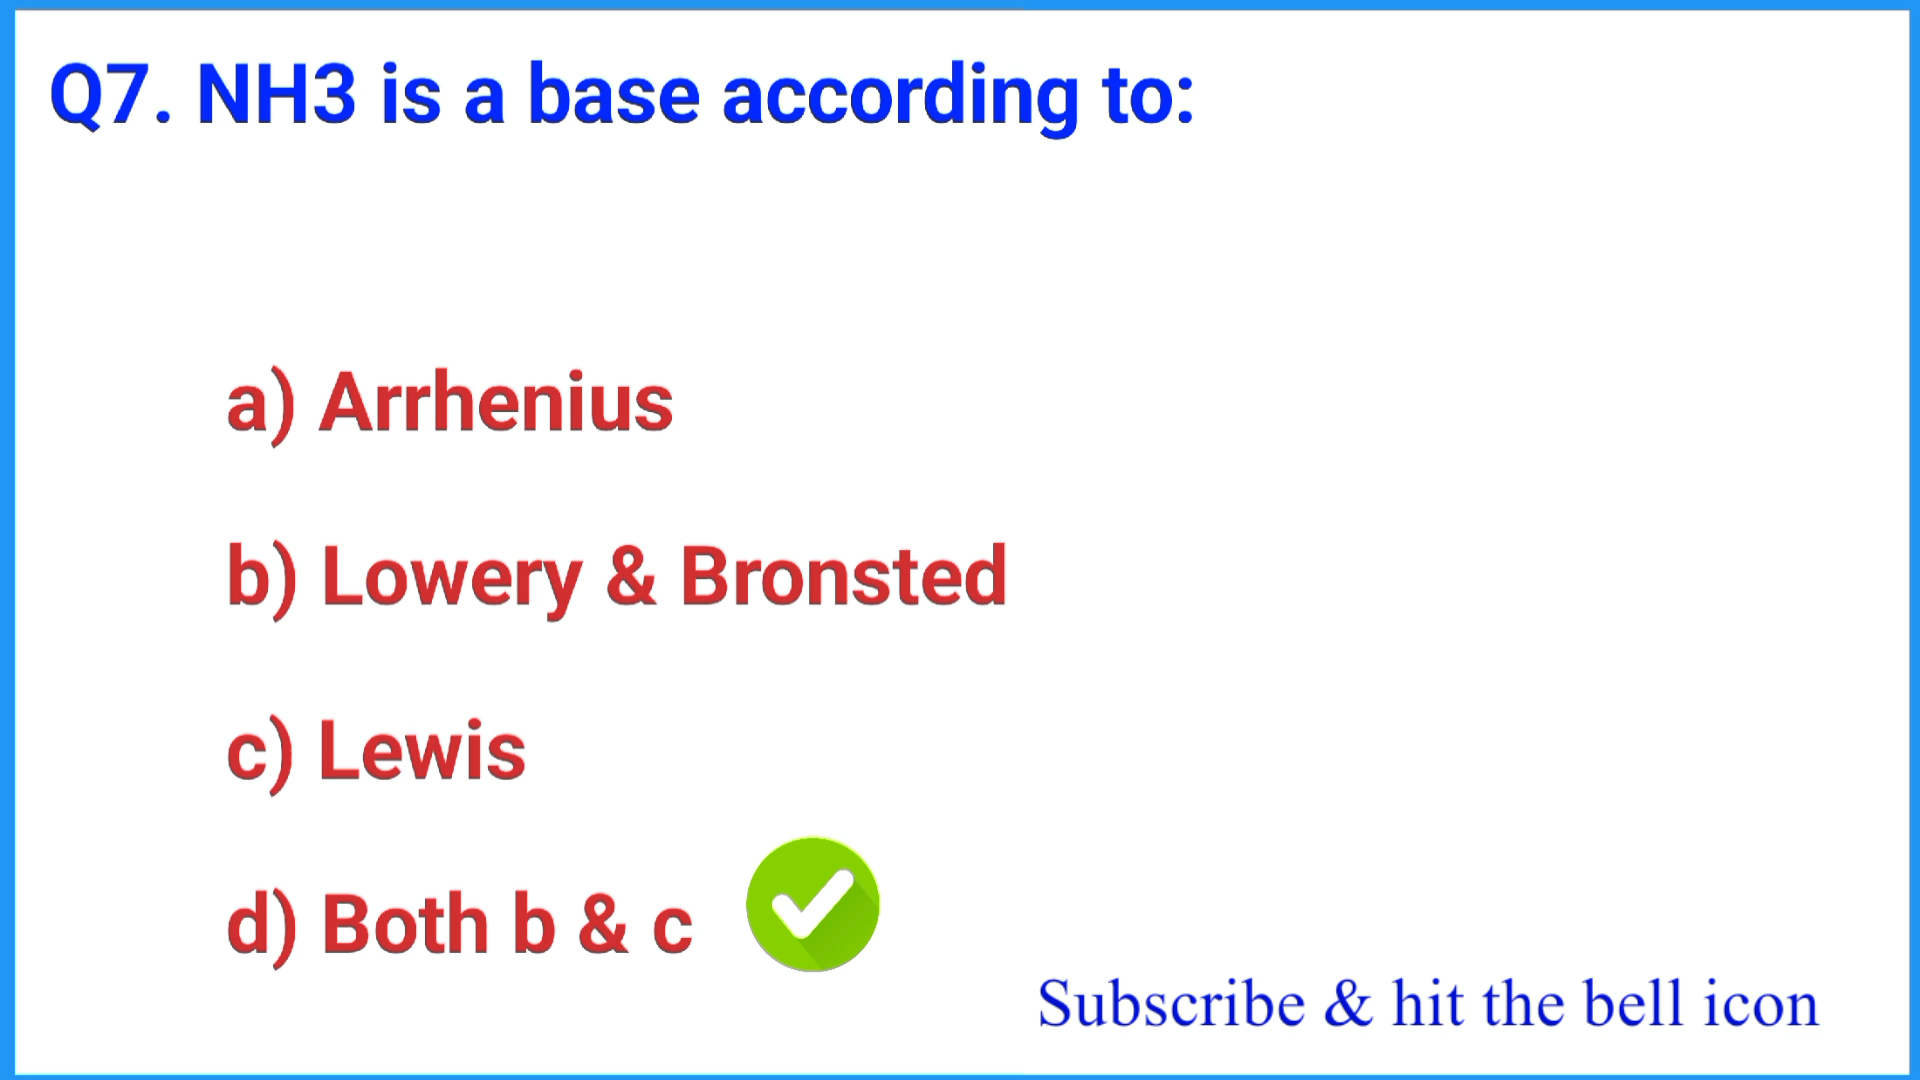 Q7. NH3 is a base according to:
a) Arrhenius
b) Lowery & Bronsted
c) Lewis
d) Both b & c
Subscribe & hit the bell icon